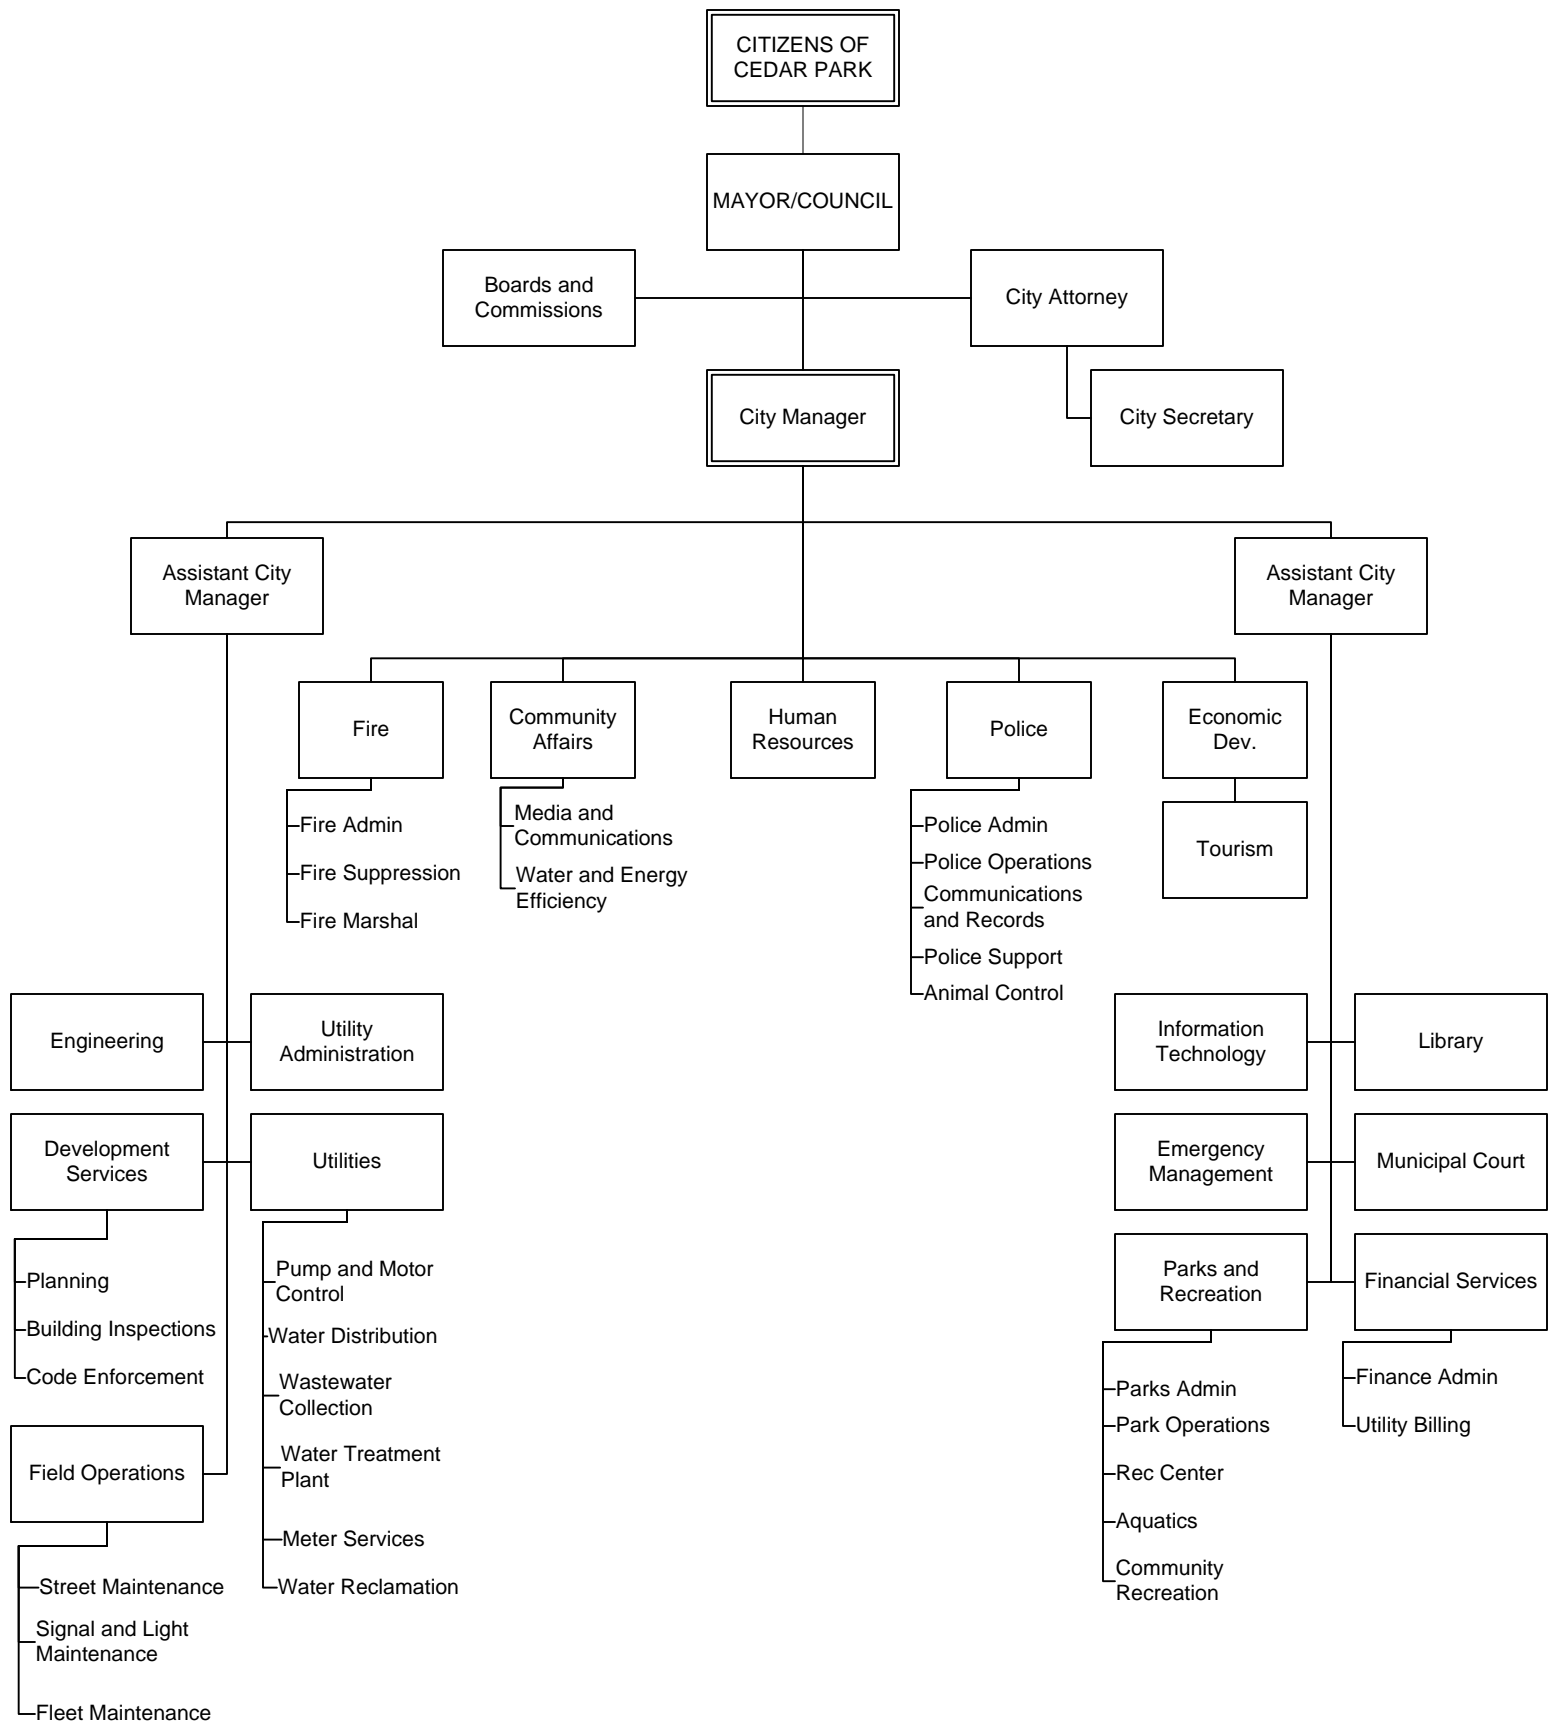 CITIZENS OF
CEDAR PARK
MAYOR/COUNCIL
Boards and
Commissions
City Attorney
City Manager
City Secretary
Assistant City
Manager
Assistant City
Manager
Fire
Fire Admin
Fire Suppression
Fire Marshal
Community
Affairs
Media and
Communications
Water and Energy
Efficiency
Human
Resources
Police
Police Admin
Police Operations
Communications
and Records
Police Support
Animal Control
Economic
Dev.
Tourism
Engineering
Utility
Administration
Development
Services
Planning
Building Inspections
Code Enforcement
Utilities
Pump and Motor
Control
Water Distribution
Wastewater
Collection
Water Treatment
Plant
Meter Services
Water Reclamation
Field Operations
Street Maintenance
Signal and Light
Maintenance
Fleet Maintenance
Information
Technology
Library
Emergency
Management
Municipal Court
Parks and
Recreation
Parks Admin
Park Operations
Rec Center
Aquatics
Community
Recreation
Financial Services
Finance Admin
Utility Billing